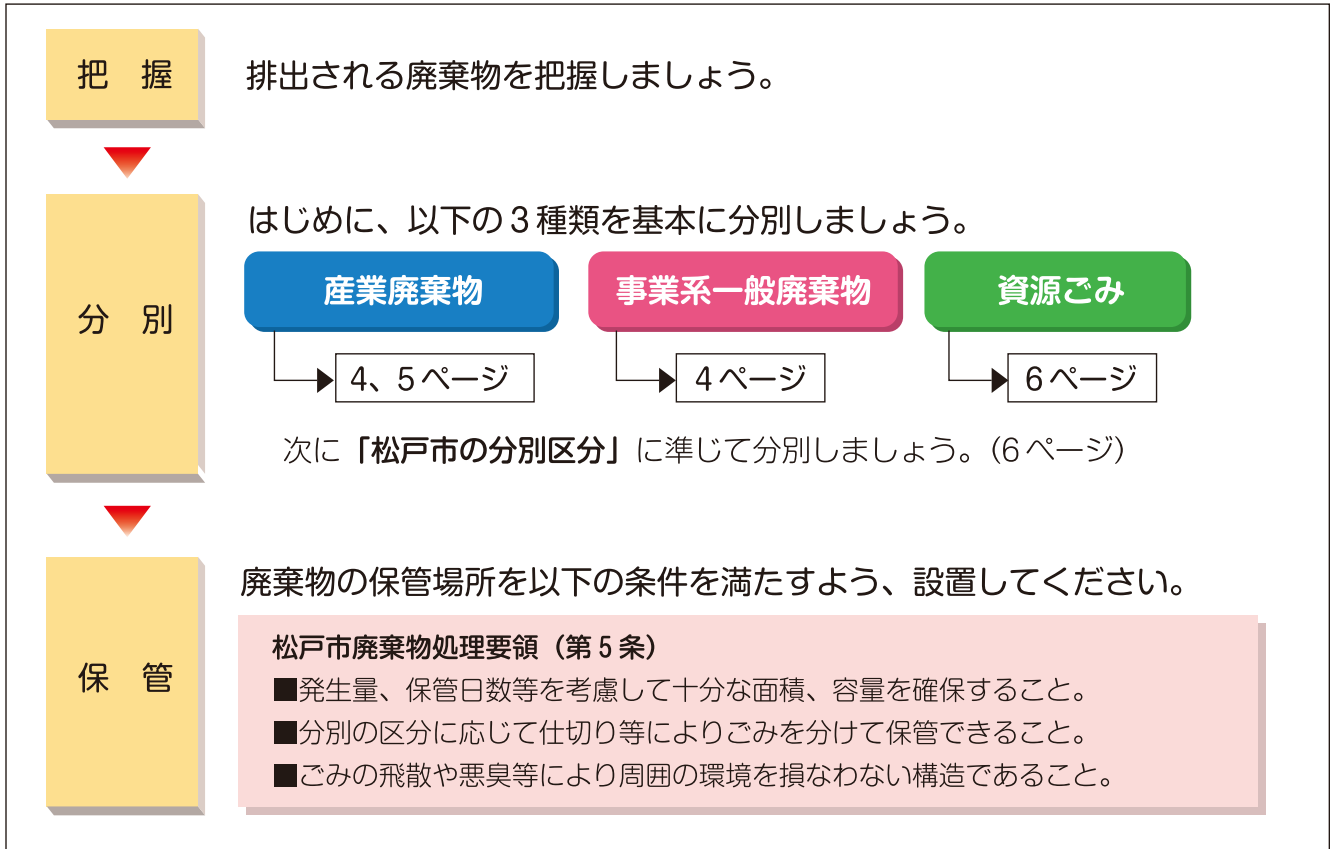 把　握
排出される廃棄物を把握しましょう。
分　別
はじめに、以下の3種類を基本に分別しましょう。
産業廃棄物
事業系一般廃棄物
資源ごみ
4、5ページ
4ページ
6ページ
次に「松戸市の分別区分」に準じて分別しましょう。（6ページ）
保　管
廃棄物の保管場所を以下の条件を満たすよう、設置してください。
松戸市廃棄物処理要領（第5条）
■発生量、保管日数等を考慮して十分な面積、容量を確保すること。
■分別の区分に応じて仕切り等によりごみを分けて保管できること。
■ごみの飛散や悪臭等により周囲の環境を損なわない構造であること。